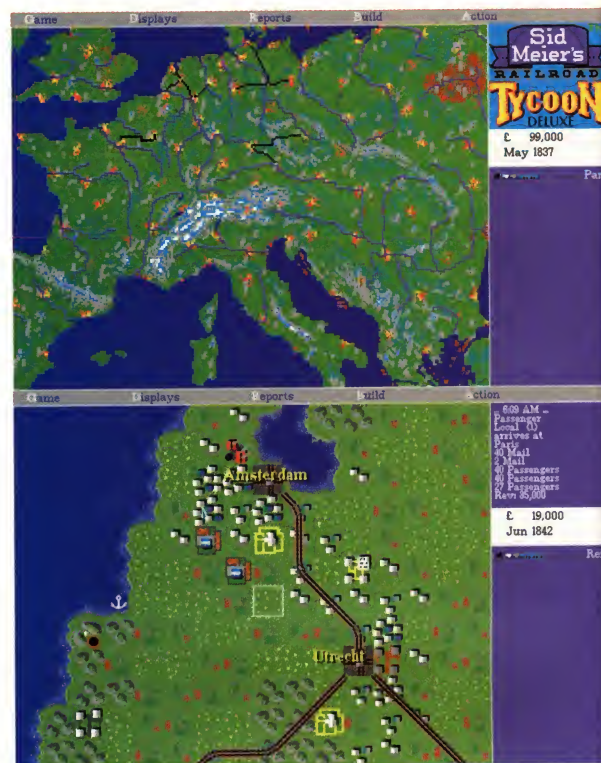 Game Displays Reports Build Action
Sid
Meier's
RAILROAD
TYCOON
DELUXE
£ 99,000
May 1837
Par
Game Displays Reports Build Action
6:09 AM
Passenger
Local (1)
arrives at
Paris
40 Mail
2 Mail
40 Passengers
40 Passengers
27 Passengers
Rev: 35,000
£ 19,000
Jun 1842
Re
Amsterdam
Utrecht